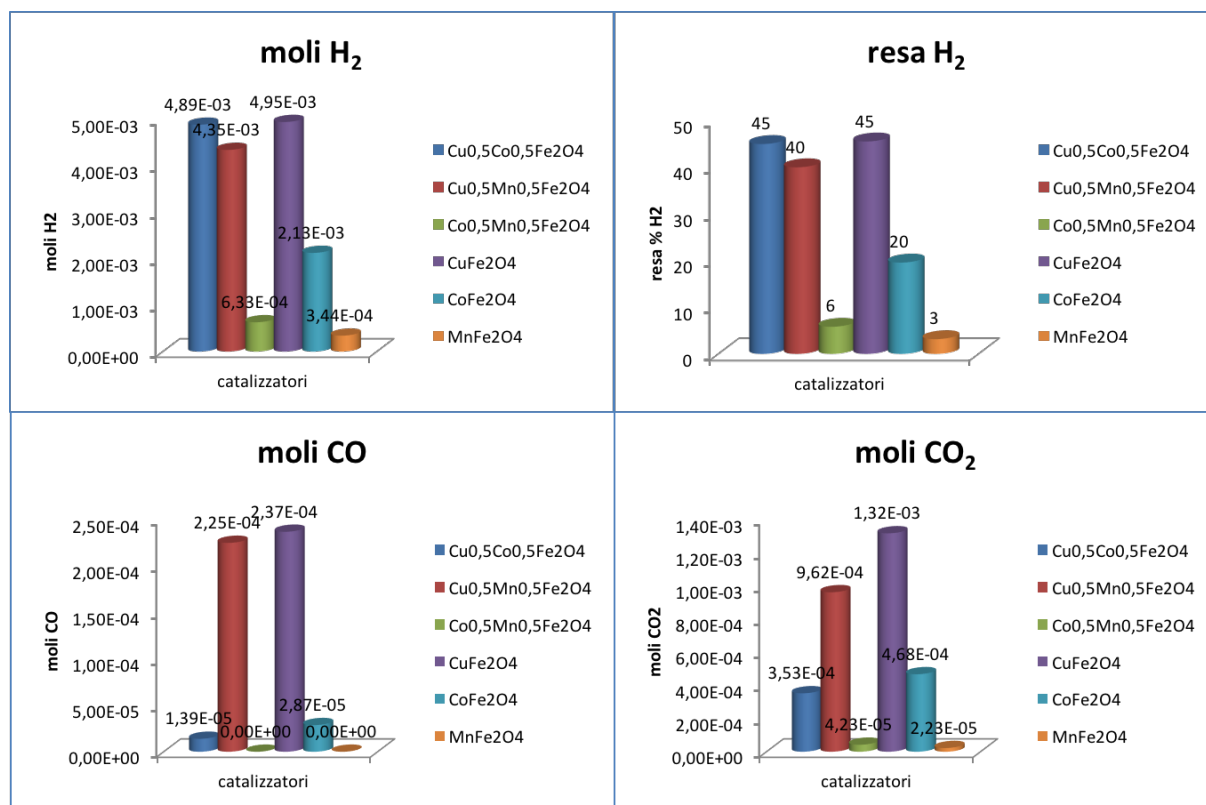 moli H2
4,89E-03
4,35E-03
6,33E-04
4,95E-03
2,13E-03
3,44E-04
5,00E-03
4,00E-03
3,00E-03
2,00E-03
1,00E-03
0,00E+00
moli H2
catalizzatori
Cu0,5Co0,5Fe2O4
Cu0,5Mn0,5Fe2O4
Co0,5Mn0,5Fe2O4
CuFe2O4
CoFe2O4
MnFe2O4
resa H2
45
40
6
45
20
3
50
40
30
20
10
0
resa % H2
catalizzatori
Cu0,5Co0,5Fe2O4
Cu0,5Mn0,5Fe2O4
Co0,5Mn0,5Fe2O4
CuFe2O4
CoFe2O4
MnFe2O4
moli CO
1,39E-05
2,25E-04
0,00E+00
2,37E-04
2,87E-05
0,00E+00
2,50E-04
2,00E-04
1,50E-04
1,00E-04
5,00E-05
0,00E+00
moli CO
catalizzatori
Cu0,5Co0,5Fe2O4
Cu0,5Mn0,5Fe2O4
Co0,5Mn0,5Fe2O4
CuFe2O4
CoFe2O4
MnFe2O4
moli CO2
3,53E-04
9,62E-04
4,23E-05
1,32E-03
4,68E-04
2,23E-05
1,40E-03
1,20E-03
1,00E-03
8,00E-04
6,00E-04
4,00E-04
2,00E-04
0,00E+00
moli CO2
catalizzatori
Cu0,5Co0,5Fe2O4
Cu0,5Mn0,5Fe2O4
Co0,5Mn0,5Fe2O4
CuFe2O4
CoFe2O4
MnFe2O4